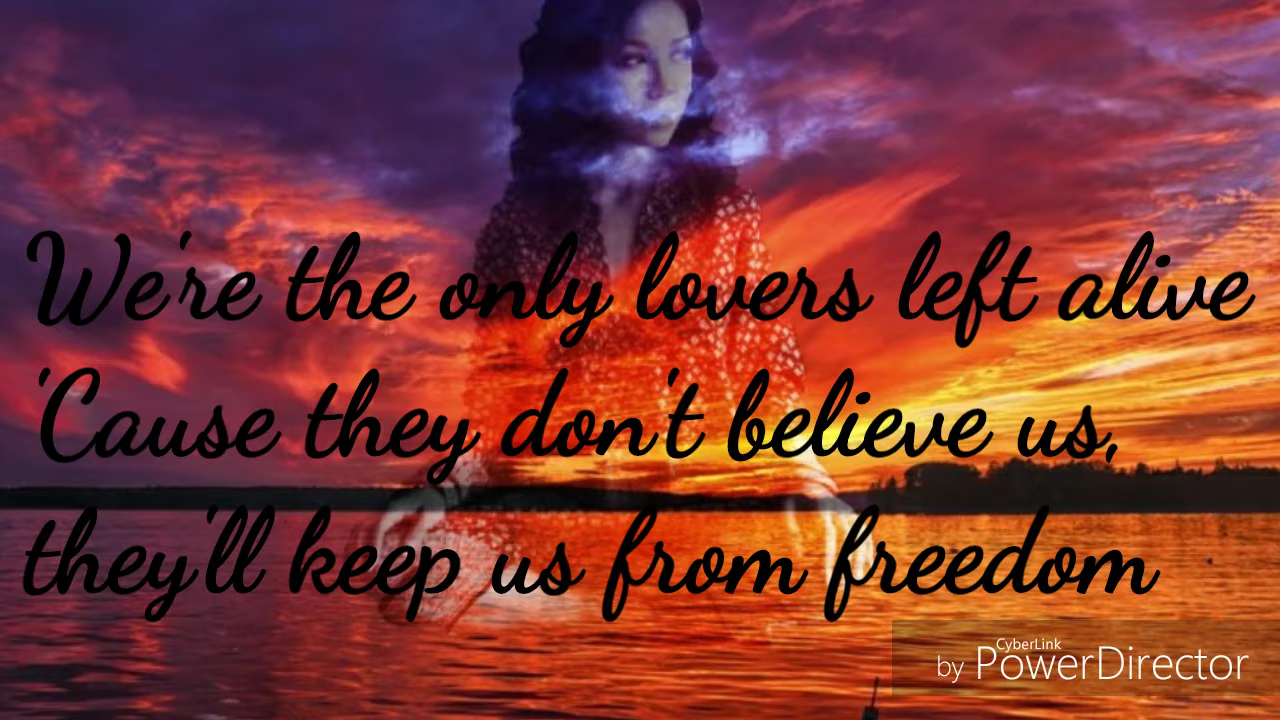 We're the only lovers left alive
'Cause they don't believe us,
they'll keep us from freedom
CyberLink
by PowerDirector